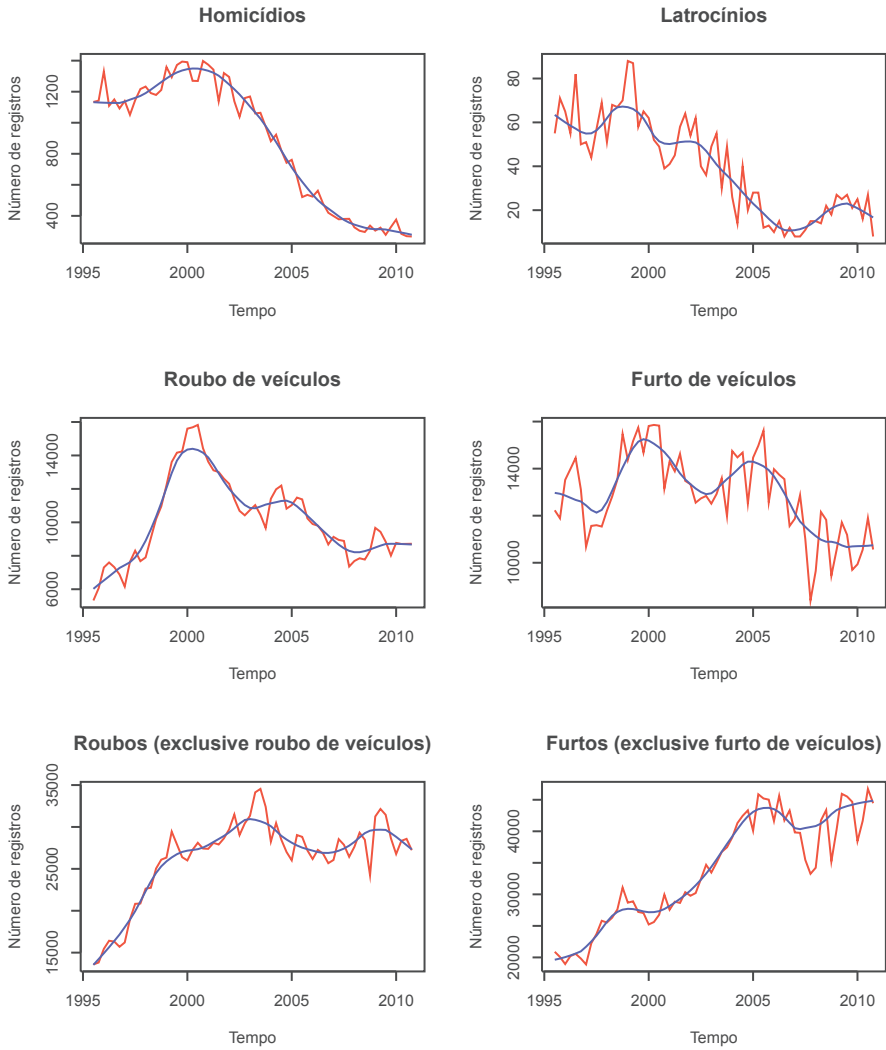 Homicídios
Número de registros
1200
800
400
1995 2000 2005 2010
Tempo
Latrocínios
Número de registros
80
60
40
20
1995 2000 2005 2010
Tempo
Roubo de veículos
Número de registros
14000
10000
6000
1995 2000 2005 2010
Tempo
Furto de veículos
Número de registros
14000
10000
1995 2000 2005 2010
Tempo
Roubos (exclusive roubo de veículos)
Número de registros
35000
25000
15000
1995 2000 2005 2010
Tempo
Furtos (exclusive furto de veículos)
Número de registros
40000
30000
20000
1995 2000 2005 2010
Tempo